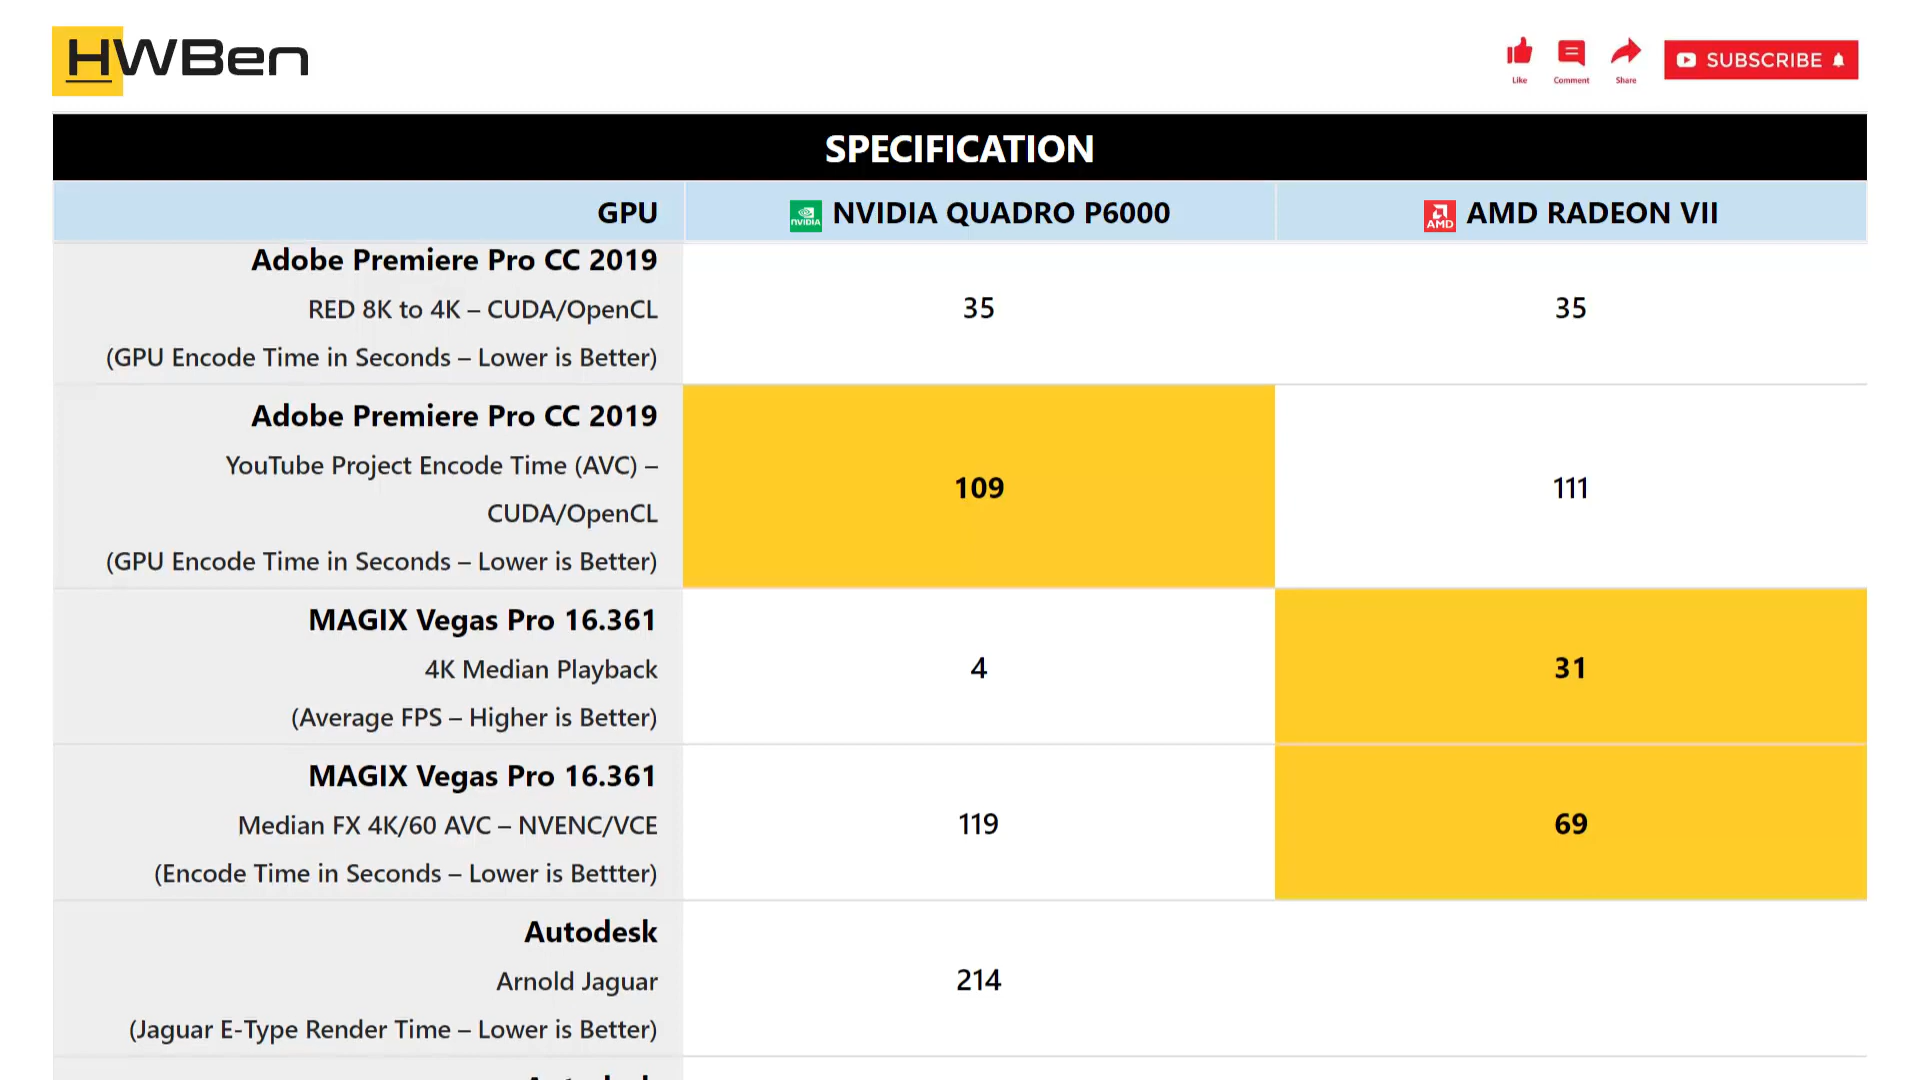 HWBen
Like
Comment
Share
SUBSCRIBE
SPECIFICATION
GPU
NVIDIA
NVIDIA QUADRO P6000
AMD
AMD RADEON VII
Adobe Premiere Pro CC 2019
RED 8K to 4K – CUDA/OpenCL
(GPU Encode Time in Seconds – Lower is Better)
35
35
Adobe Premiere Pro CC 2019
YouTube Project Encode Time (AVC) –
CUDA/OpenCL
(GPU Encode Time in Seconds – Lower is Better)
109
111
MAGIX Vegas Pro 16.361
4K Median Playback
(Average FPS – Higher is Better)
4
31
MAGIX Vegas Pro 16.361
Median FX 4K/60 AVC – NVENC/VCE
(Encode Time in Seconds – Lower is Bettter)
119
69
Autodesk
Arnold Jaguar
(Jaguar E-Type Render Time – Lower is Better)
214